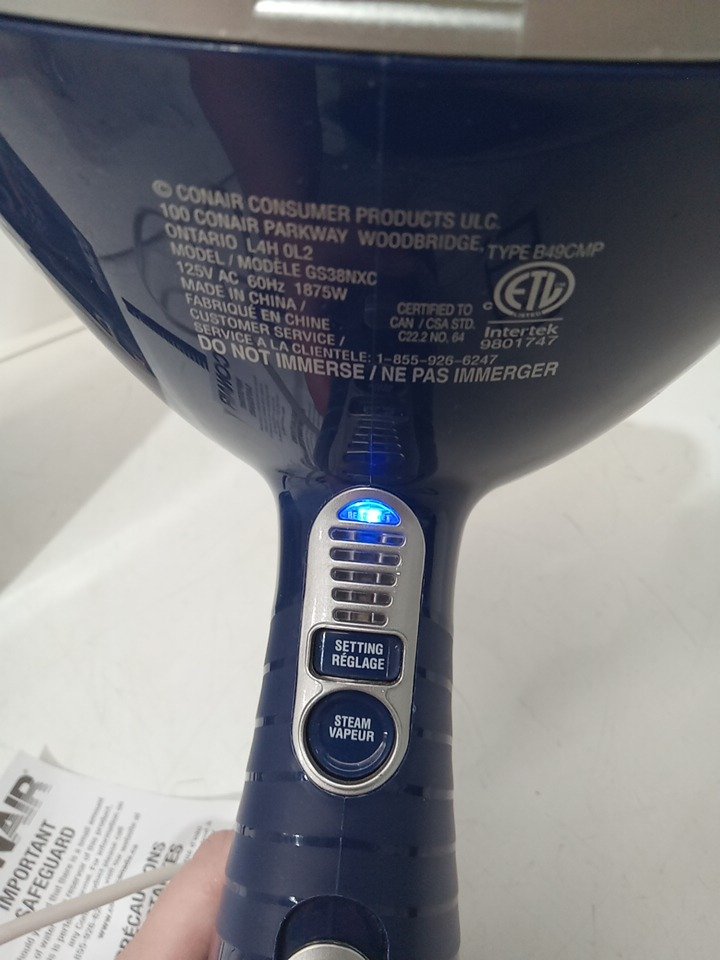 © CONAIR CONSUMER PRODUCTS ULC.
100 CONAIR PARKWAY WOODBRIDGE,
ONTARIO L4H 0L2
MODEL / MODÈLE GS38NXC
125V AC 60Hz 1875W
MADE IN CHINA /
FABRIQUÉ EN CHINE
CUSTOMER SERVICE /
SERVICE A LA CLIENTELE: 1-855-926-6247
DO NOT IMMERSE / NE PAS IMMERGER
TYPE B49CMP
CERTIFIED TO
CAN / CSA STD.
C22.2 NO. 64
C ETL
LISTED
Intertek
9801747
SETTING
RÉGLAGE
STEAM
VAPEUR
AIR
IMPORTANT
SAFEGUARD